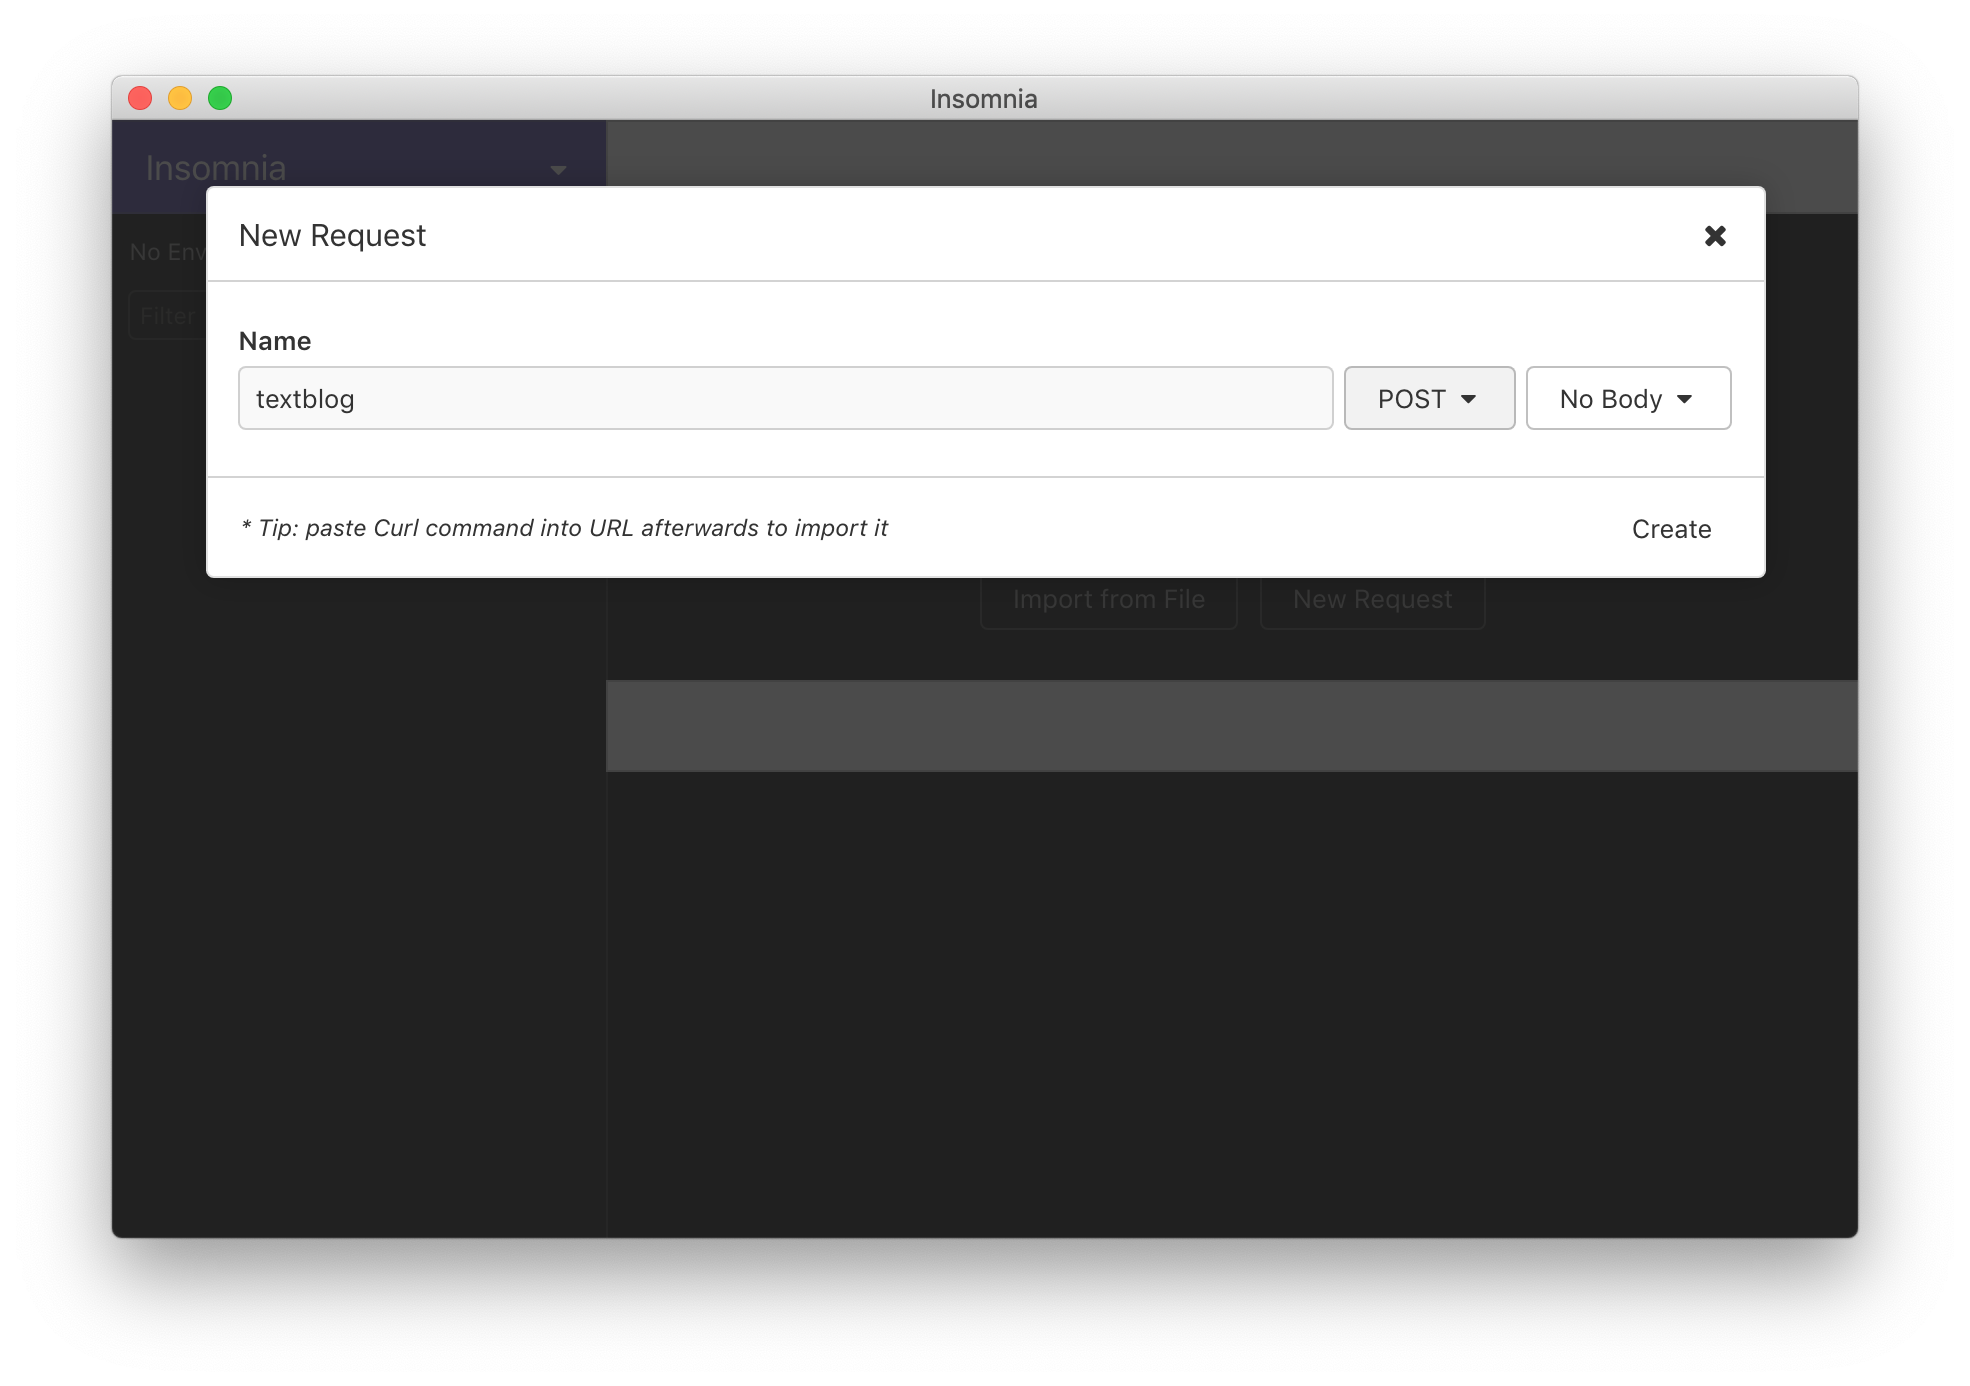 Insomnia
Insomnia
New Request
No Env
Filter
Name
textblog
POST
No Body
* Tip: paste Curl command into URL afterwards to import it
Create
Import from File
New Request